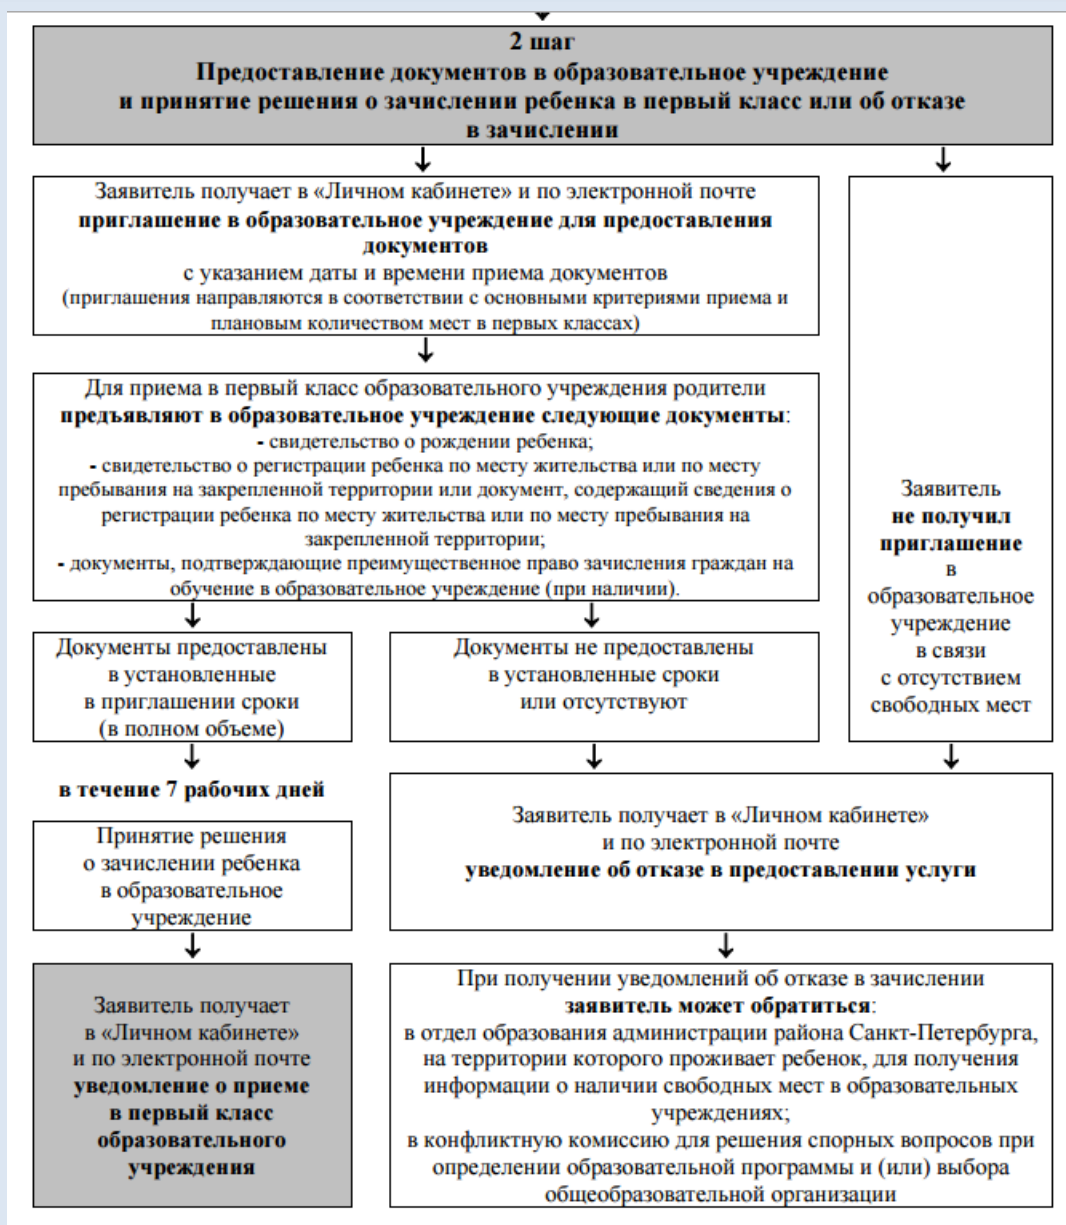 2 шаг
Предоставление документов в образовательное учреждение
и принятие решения о зачислении ребенка в первый класс или об отказе
в зачислении
Заявитель получает в «Личном кабинете» и по электронной почте
приглашение в образовательное учреждение для предоставления
документов
с указанием даты и времени приема документов
(приглашения направляются в соответствии с основными критериями приема и
плановым количеством мест в первых классах)
Для приема в первый класс образовательного учреждения родители
предъявляют в образовательное учреждение следующие документы:
- свидетельство о рождении ребенка;
- свидетельство о регистрации ребенка по месту жительства или по месту
пребывания на закрепленной территории или документ, содержащий сведения о
регистрации ребенка по месту жительства или по месту пребывания на
закрепленной территории;
- документы, подтверждающие преимущественное право зачисления граждан на
обучение в образовательное учреждение (при наличии).
Заявитель
не получил
приглашение
в
образовательное
учреждение
в связи
с отсутствием
свободных мест
Документы предоставлены
в установленные
в приглашении сроки
(в полном объеме)
Документы не предоставлены
в установленные сроки
или отсутствуют
в течение 7 рабочих дней
Принятие решения
о зачислении ребенка
в образовательное
учреждение
Заявитель получает в «Личном кабинете»
и по электронной почте
уведомление об отказе в предоставлении услуги
Заявитель получает
в «Личном кабинете»
и по электронной почте
уведомление о приеме
в первый класс
образовательного
учреждения
При получении уведомлений об отказе в зачислении
заявитель может обратиться:
в отдел образования администрации района Санкт-Петербурга,
на территории которого проживает ребенок, для получения
информации о наличии свободных мест в образовательных
учреждениях;
в конфликтную комиссию для решения спорных вопросов при
определении образовательной программы и (или) выбора
общеобразовательной организации